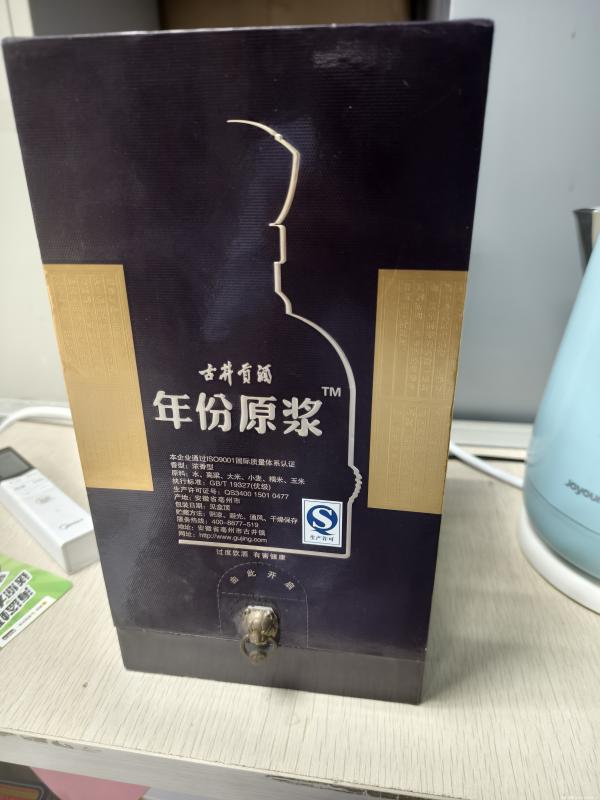 古井贡酒
年份原浆™
本企业通过ISO9001国际质量体系认证
香型：浓香型
原料：水、高粱、大米、小麦、糯米、玉米
执行标准：GB/T 19327(优级)
生产许可证号：QS3400 1501 0477
产地：安徽省亳州市
包装日期：见盒顶
贮藏方法：阴凉、避光、通风、干燥保存
服务热线：400-8877-519
地址：安徽省亳州市古井镇
网址：http://www.gujing.com
S
生产许可
过度饮酒 有害健康
由此开启
Midea
Joyoung